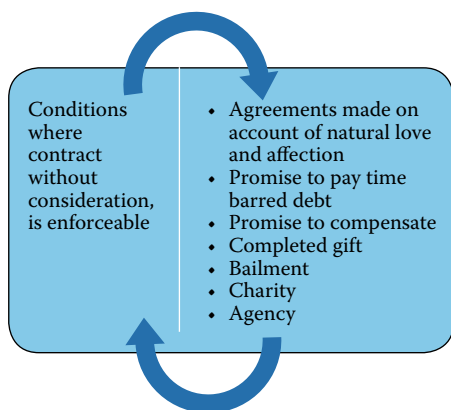 Conditions
where
contract
without
consideration,
is enforceable
• Agreements made on
account of natural love
and affection
• Promise to pay time
barred debt
• Promise to compensate
• Completed gift
• Bailment
• Charity
• Agency